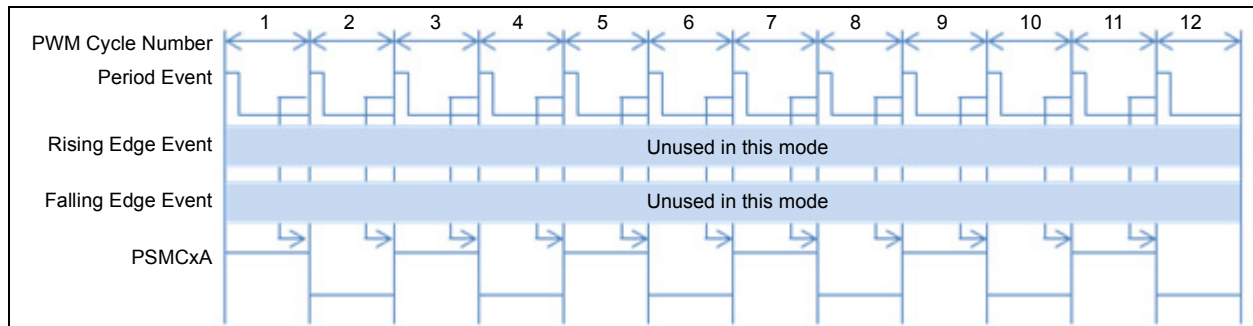 1 2 3 4 5 6 7 8 9 10 11 12
PWM Cycle Number
Period Event
Rising Edge Event Unused in this mode
Falling Edge Event Unused in this mode
PSMCxA